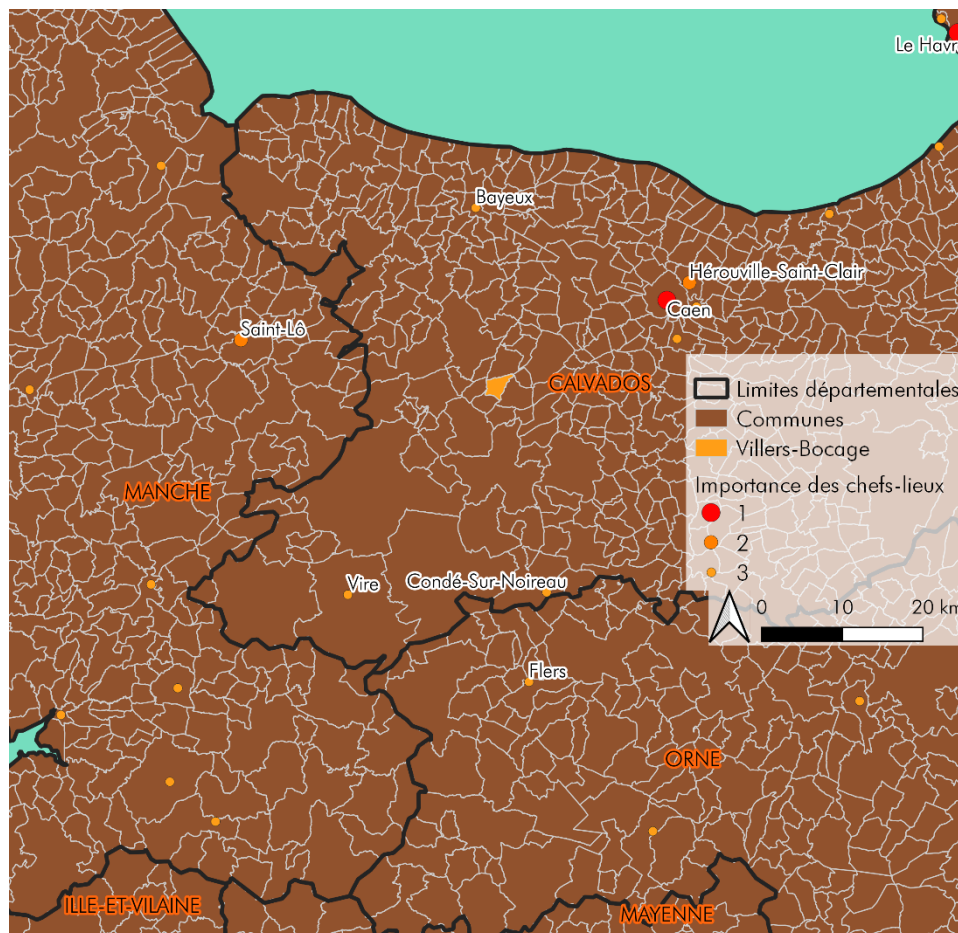 Le Havr
Bayeux
Hérouville-Saint-Clair
Caen
Saint-Lô
CALVADOS
Limites départementales
Communes
Villers-Bocage
Importance des chefs-lieux
1
2
3
0 10 20 km
MANCHE
Vire
Condé-Sur-Noireau
Flers
ORNE
ILLE-ET-VILAINE
MAYENNE